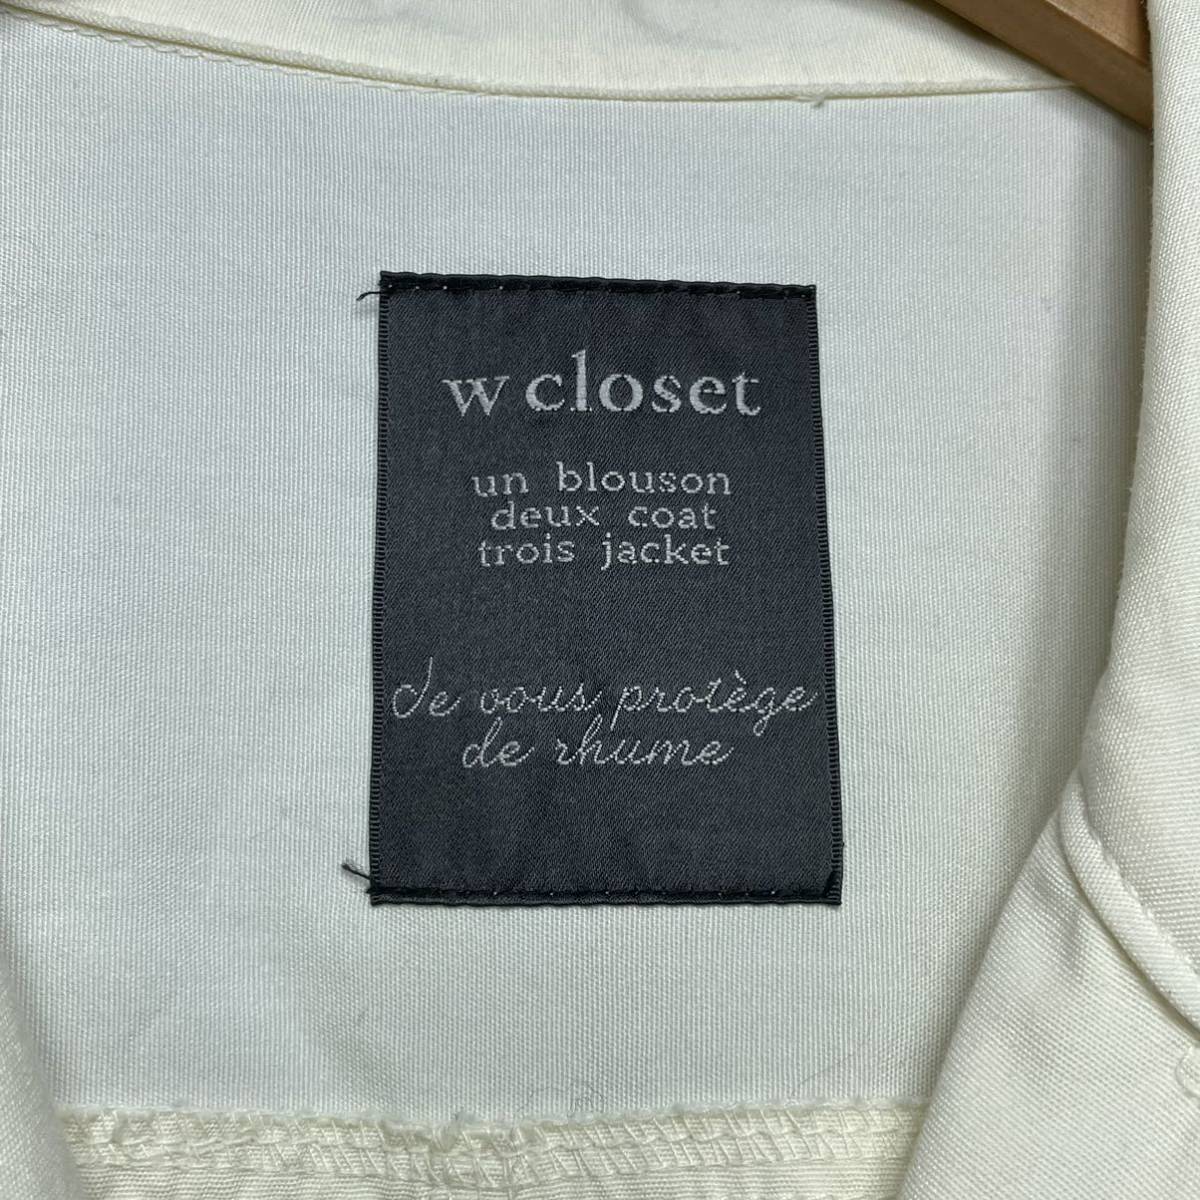 w closet
un blouson
deux coat
trois jacket
Je vous protège
de rhume